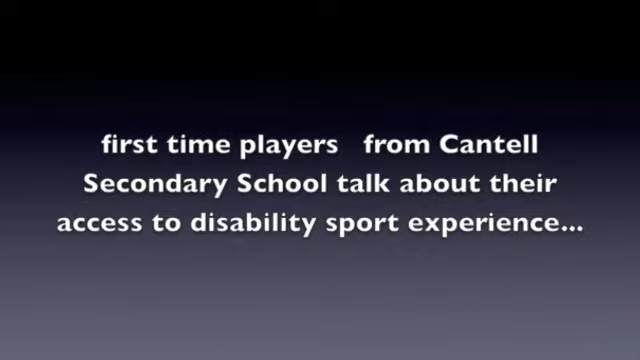 first time players from Cantell
Secondary School talk about their
access to disability sport experience...